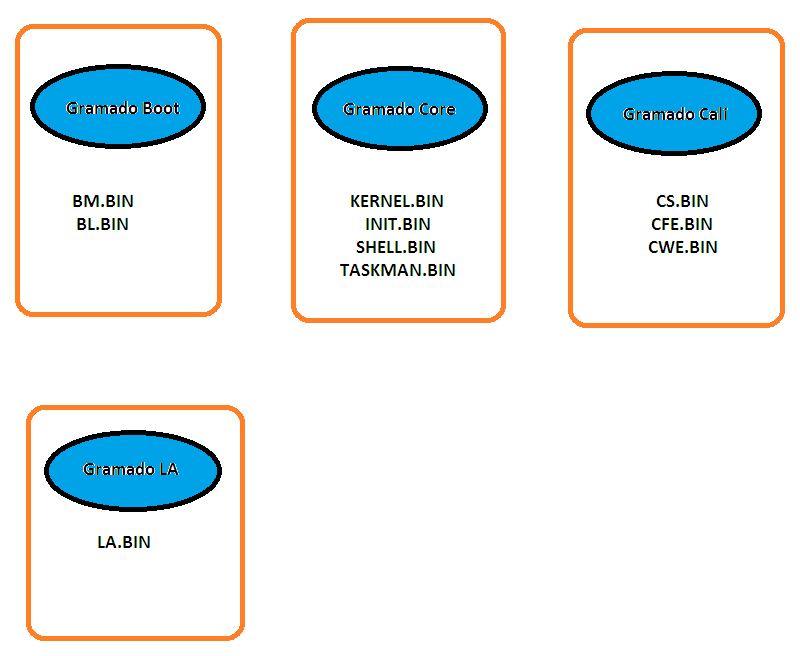 Gramado Boot
BM.BIN
BL.BIN
Gramado Core
KERNEL.BIN
INIT.BIN
SHELL.BIN
TASKMAN.BIN
Gramado Cali
CS.BIN
CFE.BIN
CWE.BIN
Gramado LA
LA.BIN